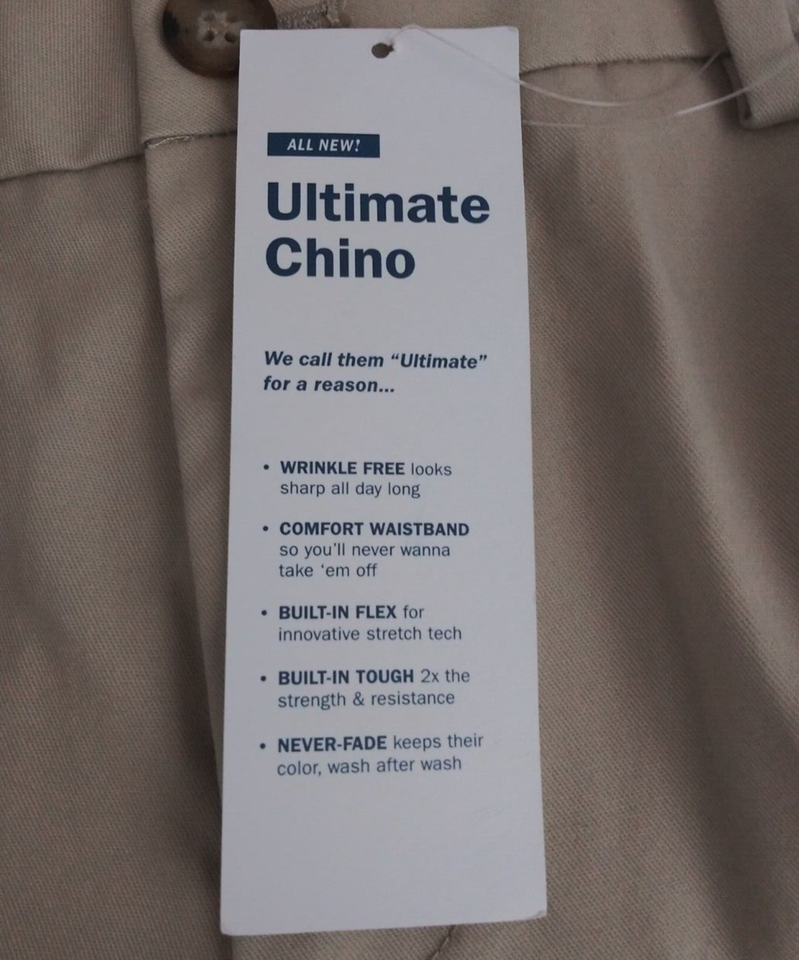 ALL NEW!
Ultimate
Chino
We call them “Ultimate”
for a reason...
• WRINKLE FREE looks
sharp all day long
• COMFORT WAISTBAND
so you’ll never wanna
take ‘em off
• BUILT-IN FLEX for
innovative stretch tech
• BUILT-IN TOUGH 2x the
strength & resistance
• NEVER-FADE keeps their
color, wash after wash